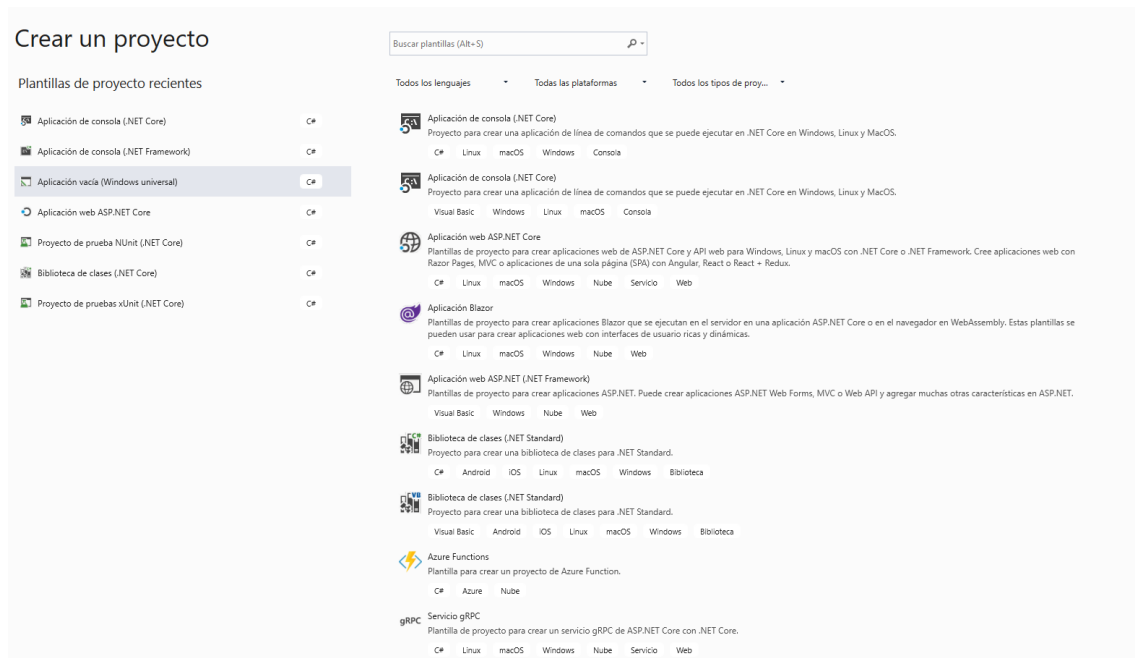 Crear un proyecto
Buscar plantillas (Alt+S)
Plantillas de proyecto recientes
Todos los lenguajes Todas las plataformas Todos los tipos de proy...
Aplicación de consola (.NET Core) C#
Aplicación de consola (.NET Framework) C#
Aplicación vacía (Windows universal) C#
Aplicación web ASP.NET Core C#
Proyecto de prueba NUnit (.NET Core) C#
Biblioteca de clases (.NET Core) C#
Proyecto de pruebas xUnit (.NET Core) C#
Aplicación de consola (.NET Core)
Proyecto para crear una aplicación de línea de comandos que se puede ejecutar en .NET Core en Windows, Linux y MacOS.
C# Linux macOS Windows Consola
Aplicación de consola (.NET Core)
Proyecto para crear una aplicación de línea de comandos que se puede ejecutar en .NET Core en Windows, Linux y MacOS.
Visual Basic Windows Linux macOS Consola
Aplicación web ASP.NET Core
Plantillas de proyecto para crear aplicaciones web de ASP.NET Core y API web para Windows, Linux y macOS con .NET Core o .NET Framework. Cree aplicaciones web con
Razor Pages, MVC o aplicaciones de una sola página (SPA) con Angular, React o React + Redux.
C# Linux macOS Windows Nube Servicio Web
Aplicación Blazor
Plantillas de proyecto para crear aplicaciones Blazor que se ejecutan en el servidor en una aplicación ASP.NET Core o en el navegador en WebAssembly. Estas plantillas se
pueden usar para crear aplicaciones web con interfaces de usuario ricas y dinámicas.
C# Linux macOS Windows Nube Web
Aplicación web ASP.NET (.NET Framework)
Plantillas de proyecto para crear aplicaciones ASP.NET. Puede crear aplicaciones ASP.NET Web Forms, MVC o Web API y agregar muchas otras características en ASP.NET.
Visual Basic Windows Nube Web
Biblioteca de clases (.NET Standard)
Proyecto para crear una biblioteca de clases para .NET Standard.
C# Android iOS Linux macOS Windows Biblioteca
Biblioteca de clases (.NET Standard)
Proyecto para crear una biblioteca de clases para .NET Standard.
Visual Basic Android iOS Linux macOS Windows Biblioteca
Azure Functions
Plantilla para crear un proyecto de Azure Function.
C# Azure Nube
gRPC Servicio gRPC
Plantilla de proyecto para crear un servicio gRPC de ASP.NET Core con .NET Core.
C# Linux macOS Windows Nube Servicio Web